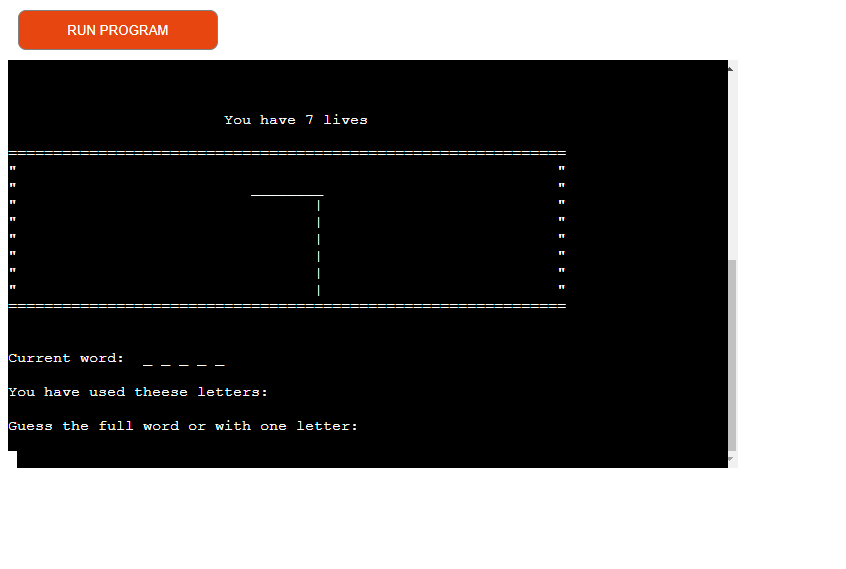 RUN PROGRAM
You have 7 lives
==============================================================
"                                                            "
"                          ________                          "
"                                 |                          "
"                                 |                          "
"                                 |                          "
"                                 |                          "
"                                 |                          "
"                                 |                          "
==============================================================
Current word:  _ _ _ _ _
You have used theese letters:
Guess the full word or with one letter: